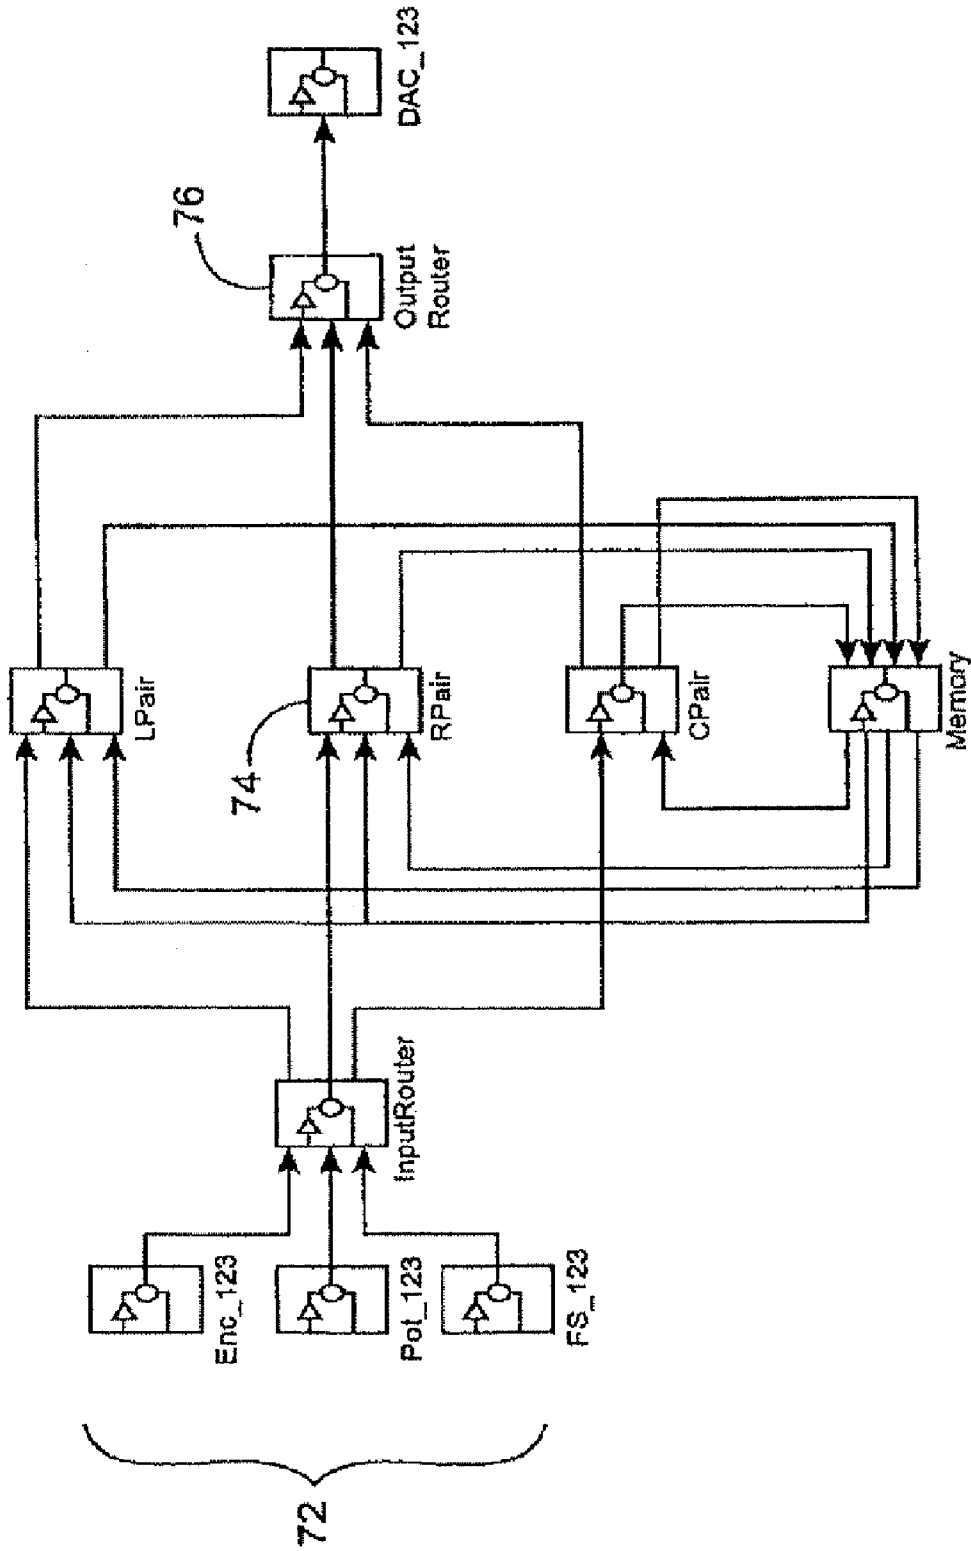 72
Enc_123
Pot_123
FS_123
InputRouter
LPair
74
RPair
CPair
Memory
76
Output
Router
DAC_123